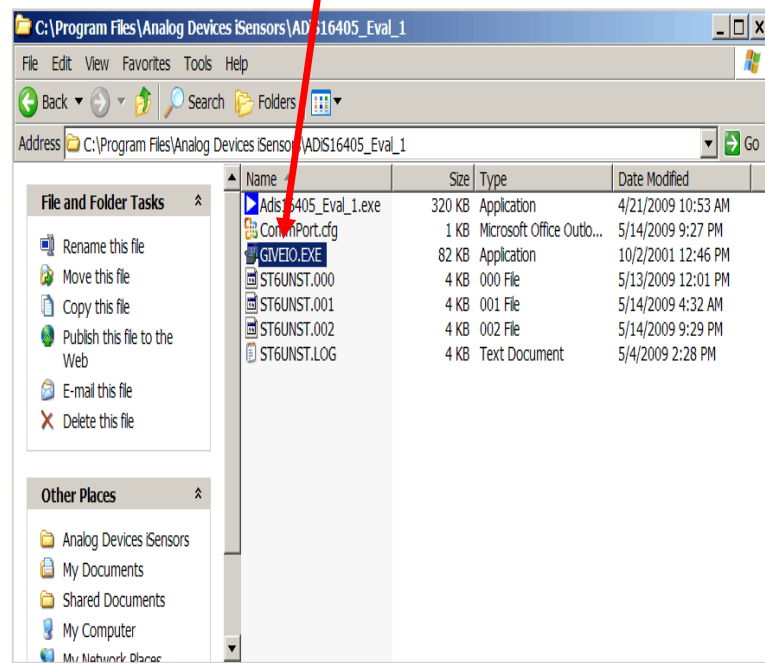 C:\Program Files\Analog Devices iSensors\ADiS16405_Eval_1
File Edit View Favorites Tools Help
Back Search Folders
Address C:\Program Files\Analog Devices iSensors\ADiS16405_Eval_1 Go
Name Size Type Date Modified
File and Folder Tasks
Rename this file
Move this file
Copy this file
Publish this file to the
Web
E-mail this file
Delete this file
Adis16405_Eval_1.exe 320 KB Application 4/21/2009 10:53 AM
CommPort.cfg 1 KB Microsoft Office Outlo... 5/14/2009 9:27 PM
GIVEIO.EXE 82 KB Application 10/2/2001 12:46 PM
ST6UNST.000 4 KB 000 File 5/13/2009 12:01 PM
ST6UNST.001 4 KB 001 File 5/14/2009 4:32 AM
ST6UNST.002 4 KB 002 File 5/14/2009 9:29 PM
ST6UNST.LOG 4 KB Text Document 5/4/2009 2:28 PM
Other Places
Analog Devices iSensors
My Documents
Shared Documents
My Computer
My Network Places